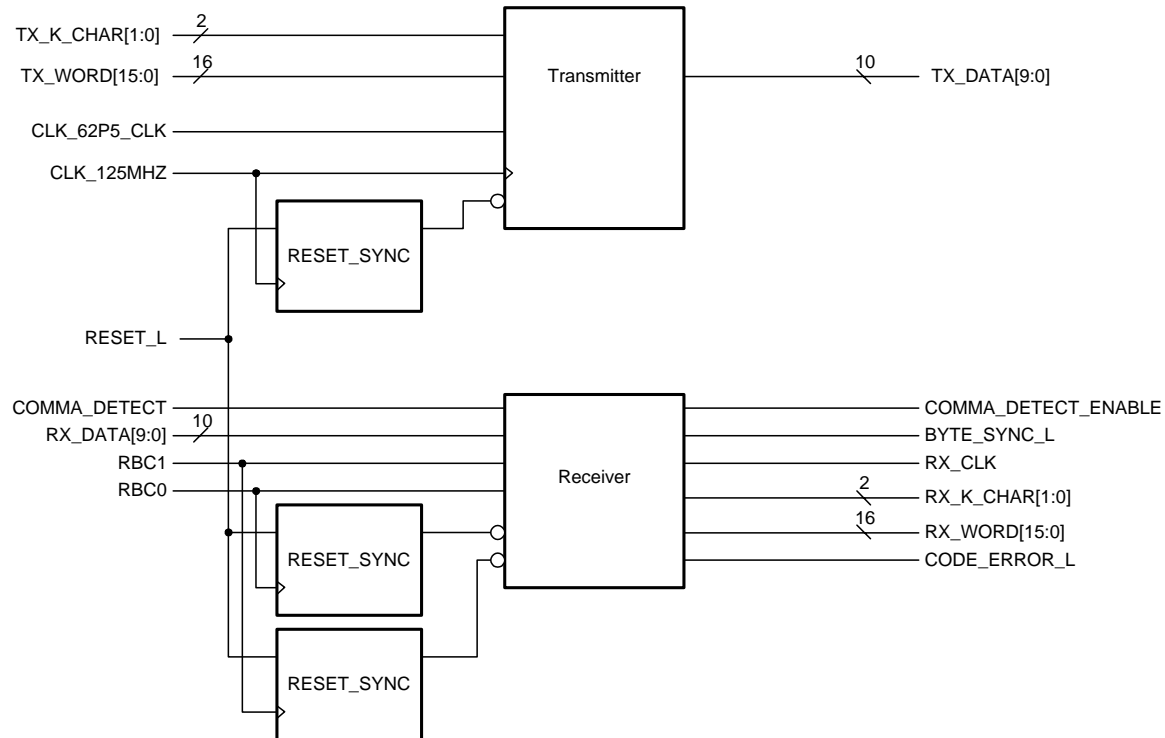 TX_K_CHAR[1:0] 2
TX_WORD[15:0] 16
Transmitter
10 TX_DATA[9:0]
CLK_62P5_CLK
CLK_125MHZ
RESET_SYNC
RESET_L
COMMA_DETECT
COMMA_DETECT_ENABLE
RX_DATA[9:0] 10
BYTE_SYNC_L
RBC1
Receiver
RX_CLK
RBC0
2 RX_K_CHAR[1:0]
16 RX_WORD[15:0]
RESET_SYNC
CODE_ERROR_L
RESET_SYNC